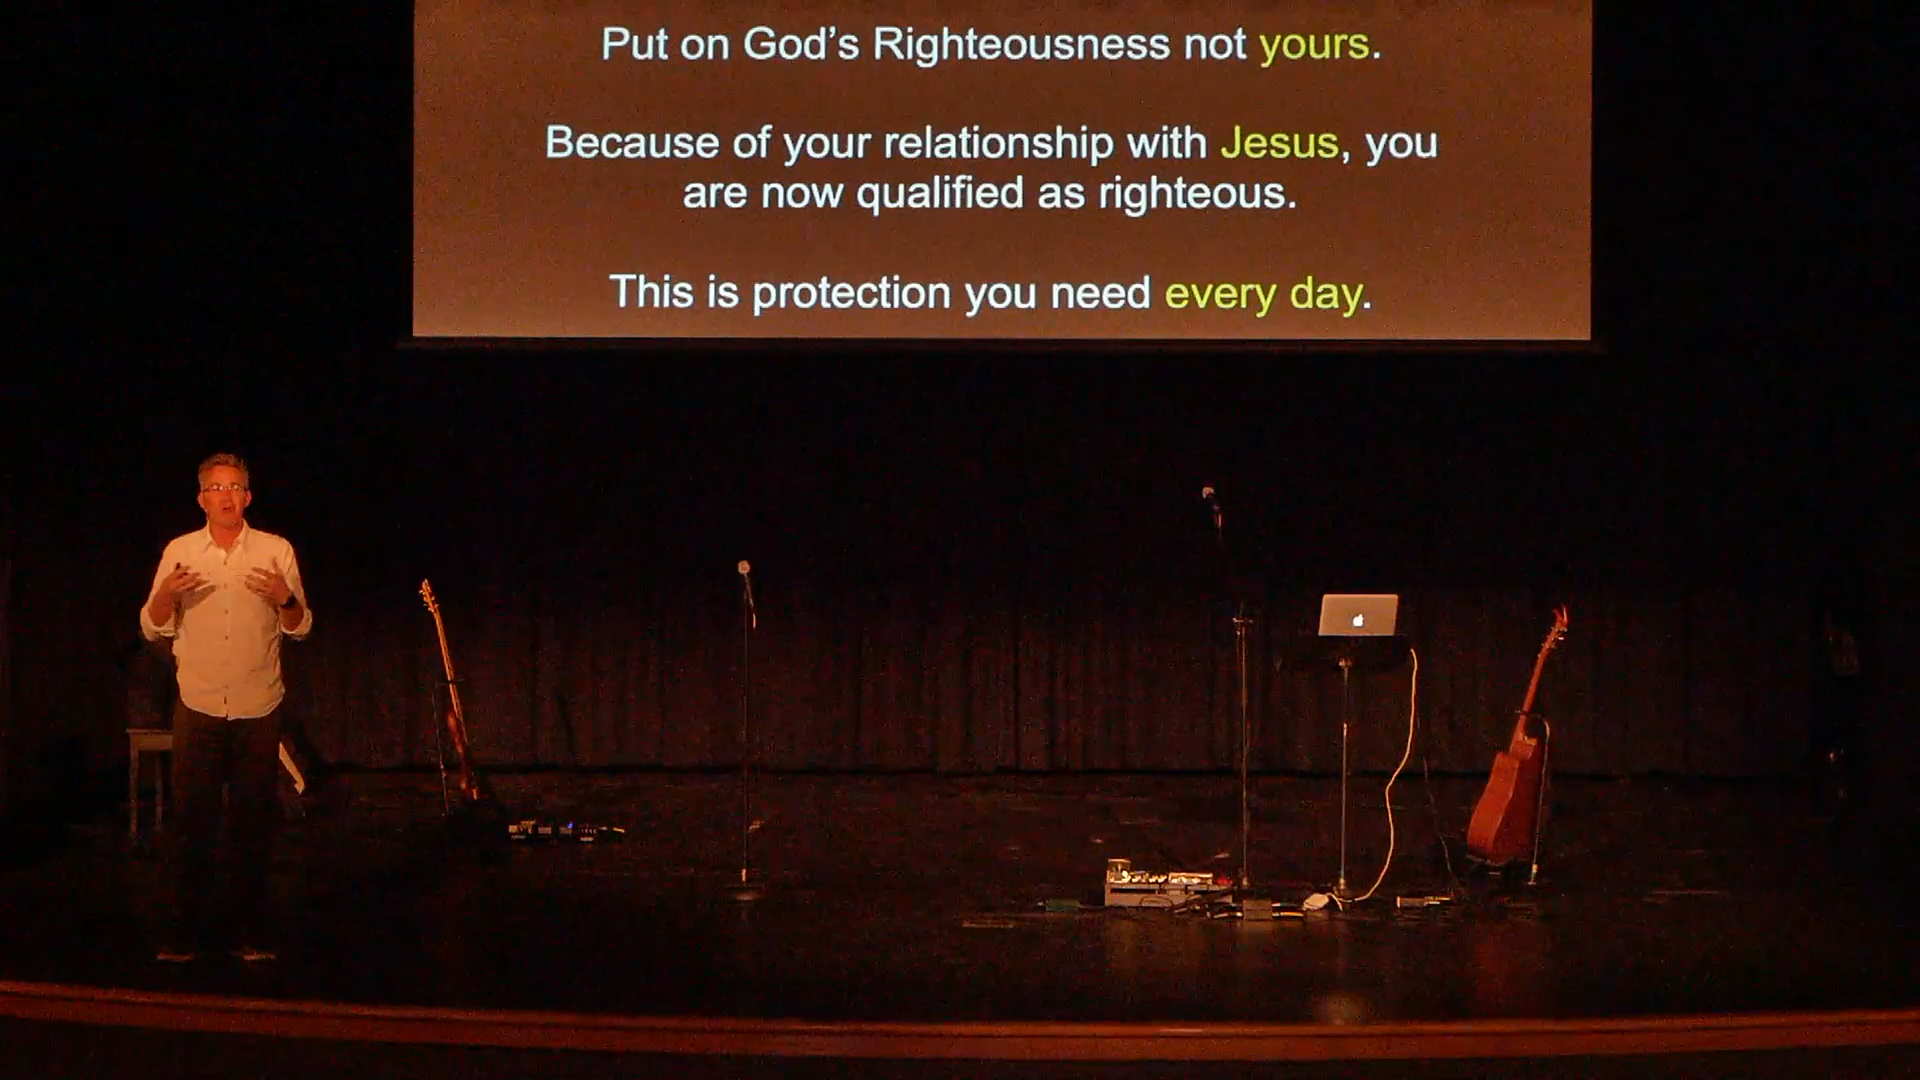 Put on God’s Righteousness not yours.
Because of your relationship with Jesus, you
are now qualified as righteous.
This is protection you need every day.